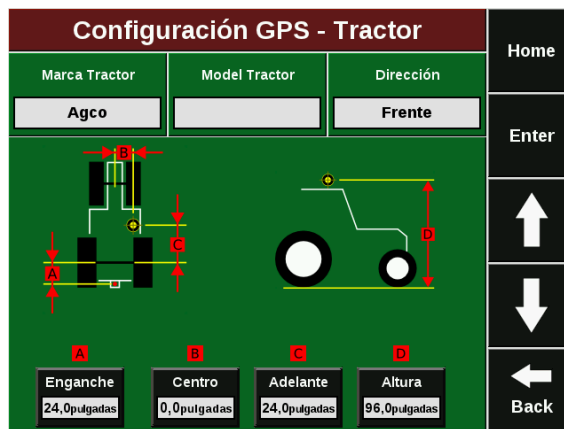 Configuración GPS - Tractor
Home
Marca Tractor
Model Tractor
Dirección
Agco
Frente
Enter
B
C
A
D
A
B
C
D
Enganche
Centro
Adelante
Altura
24,0pulgadas
0,0pulgadas
24,0pulgadas
96,0pulgadas
Back